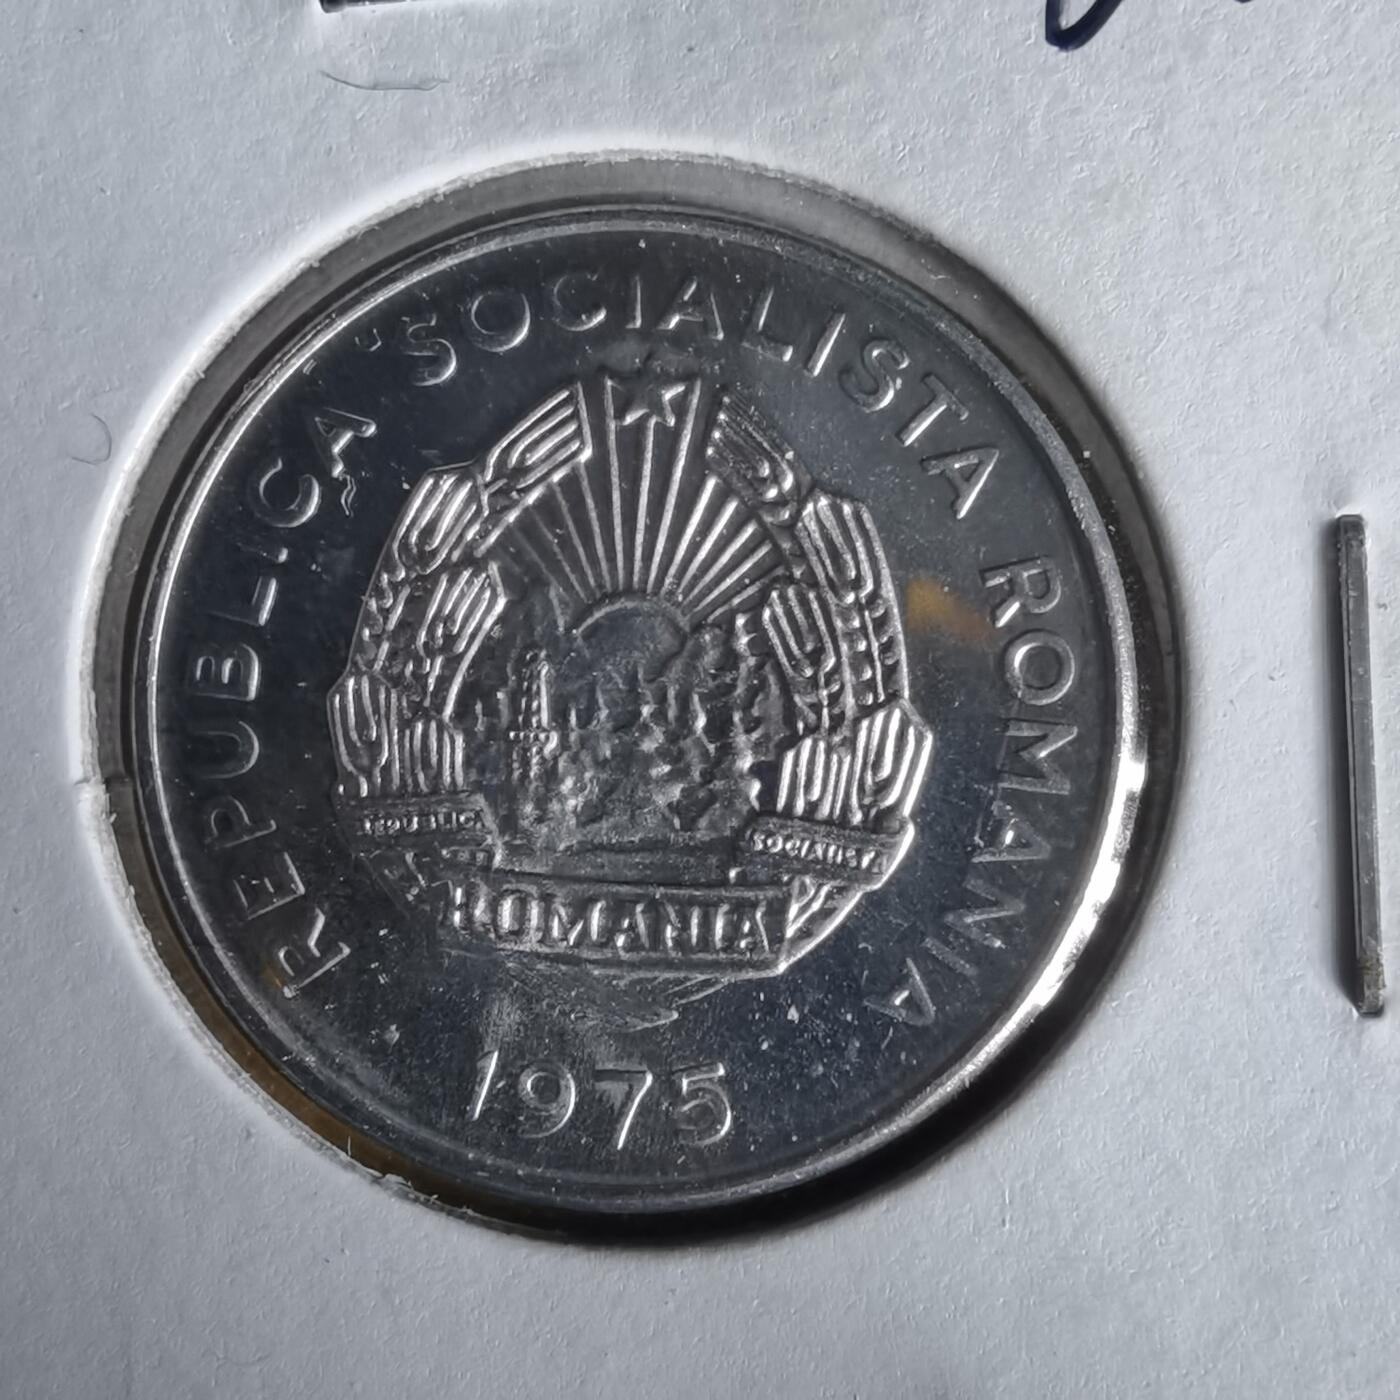 REPUBLICA SOCIALISTA ROMANIA
REPUBLICA
SOCIALISTA
ROMANIA
1975